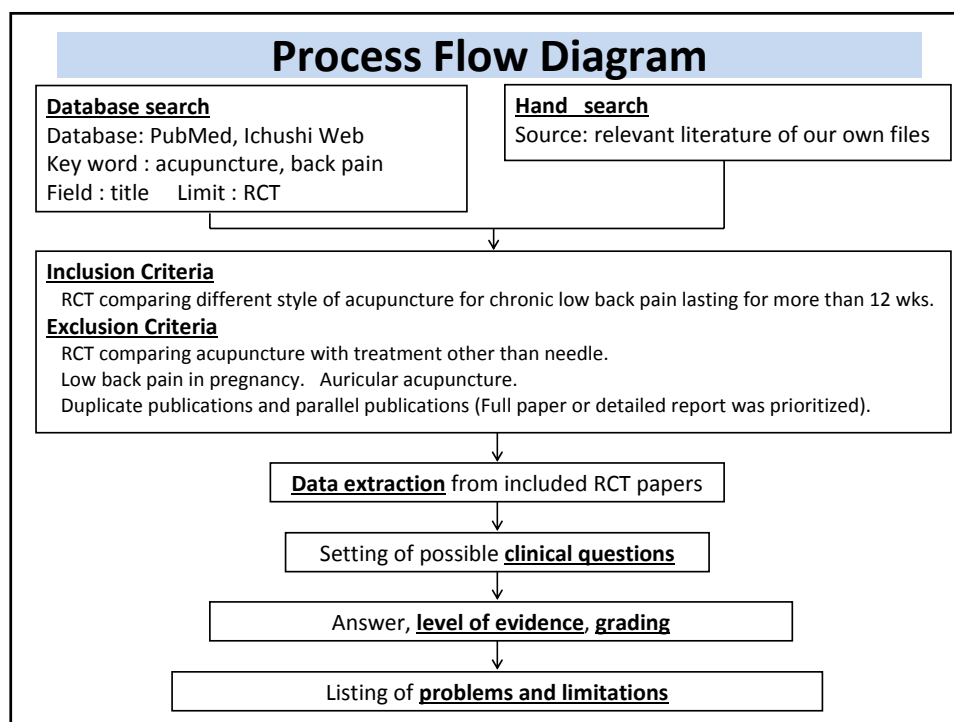 Process Flow Diagram
Database search
Database: PubMed, Ichushi Web
Key word : acupuncture, back pain
Field : title Limit : RCT
Hand search
Source: relevant literature of our own files
Inclusion Criteria
RCT comparing different style of acupuncture for chronic low back pain lasting for more than 12 wks.
Exclusion Criteria
RCT comparing acupuncture with treatment other than needle.
Low back pain in pregnancy. Auricular acupuncture.
Duplicate publications and parallel publications (Full paper or detailed report was prioritized).
Data extraction from included RCT papers
Setting of possible clinical questions
Answer, level of evidence, grading
Listing of problems and limitations